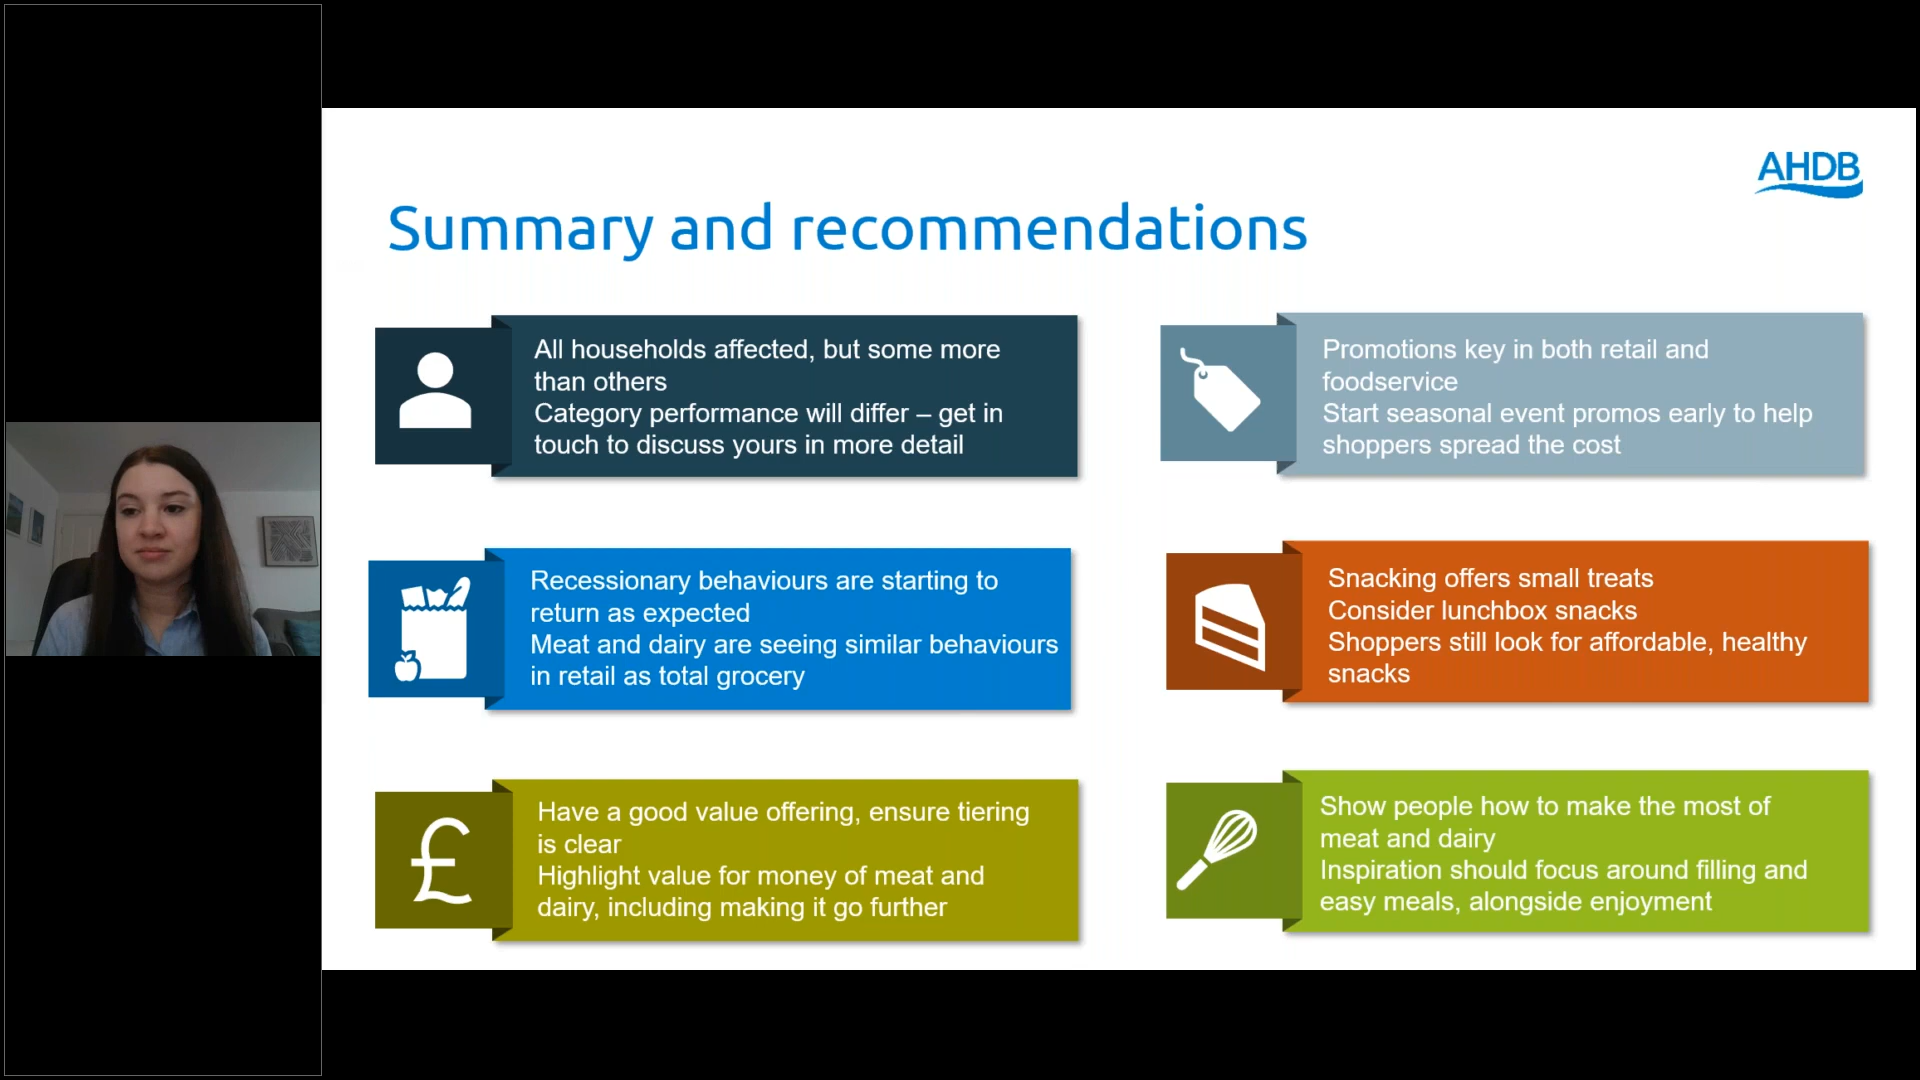 AHDB
Summary and recommendations
All households affected, but some more
than others
Category performance will differ – get in
touch to discuss yours in more detail
Promotions key in both retail and
foodservice
Start seasonal event promos early to help
shoppers spread the cost
Recessionary behaviours are starting to
return as expected
Meat and dairy are seeing similar behaviours
in retail as total grocery
Snacking offers small treats
Consider lunchbox snacks
Shoppers still look for affordable, healthy
snacks
£
Have a good value offering, ensure tiering
is clear
Highlight value for money of meat and
dairy, including making it go further
Show people how to make the most of
meat and dairy
Inspiration should focus around filling and
easy meals, alongside enjoyment